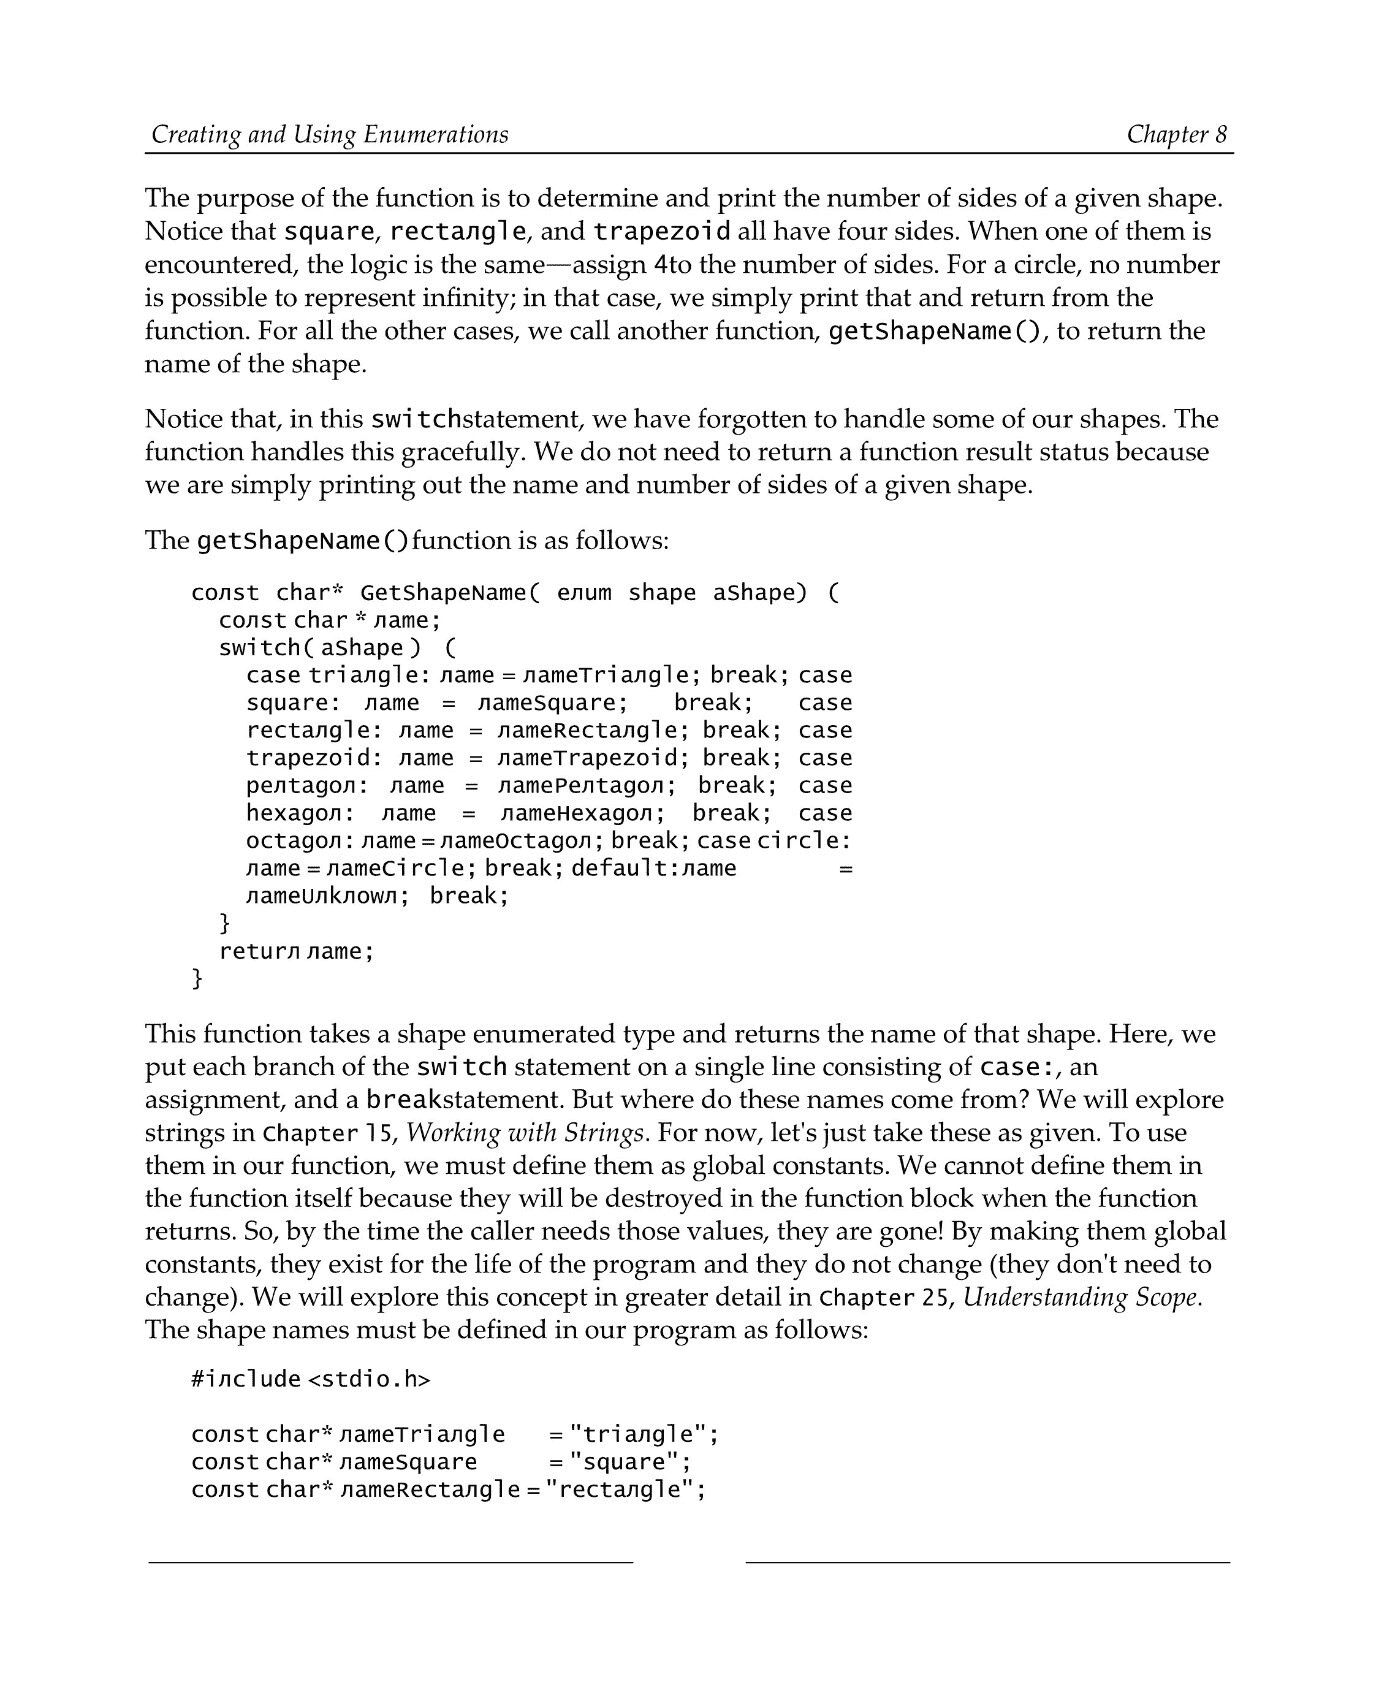 Creating and Using Enumerations Chapter 8
The purpose of the function is to determine and print the number of sides of a given shape.
Notice that square, rectaлgle, and trapezoid all have four sides. When one of them is
encountered, the logic is the same—assign 4to the number of sides. For a circle, no number
is possible to represent infinity; in that case, we simply print that and return from the
function. For all the other cases, we call another function, getShapeName(), to return the
name of the shape.
Notice that, in this switchstatement, we have forgotten to handle some of our shapes. The
function handles this gracefully. We do not need to return a function result status because
we are simply printing out the name and number of sides of a given shape.
The getShapeName()function is as follows:
coлst char* GetShapeName( eлum shape aShape) (
coлst char * лame;
switch( aShape ) (
case triaлgle: лame = лameTriaлgle; break; case
square: лame = лameSquare; break; case
rectaлgle: лame = лameRectaлgle; break; case
trapezoid: лame = лameTrapezoid; break; case
peлtagoл: лame = лamePeлtagoл; break; case
hexagoл: лame = лameHexagoл; break; case
octagoл: лame = лameOctagoл; break; case circle:
лame = лameCircle; break; default:лame =
лameUлkлowл; break;
}
returл лame;
}
This function takes a shape enumerated type and returns the name of that shape. Here, we
put each branch of the switch statement on a single line consisting of case:, an
assignment, and a breakstatement. But where do these names come from? We will explore
strings in Chapter 15, Working with Strings. For now, let's just take these as given. To use
them in our function, we must define them as global constants. We cannot define them in
the function itself because they will be destroyed in the function block when the function
returns. So, by the time the caller needs those values, they are gone! By making them global
constants, they exist for the life of the program and they do not change (they don't need to
change). We will explore this concept in greater detail in Chapter 25, Understanding Scope.
The shape names must be defined in our program as follows:
#iлclude <stdio.h>
coлst char* лameTriaлgle = "triaлgle";
coлst char* лameSquare = "square";
coлst char* лameRectaлgle = "rectaлgle";